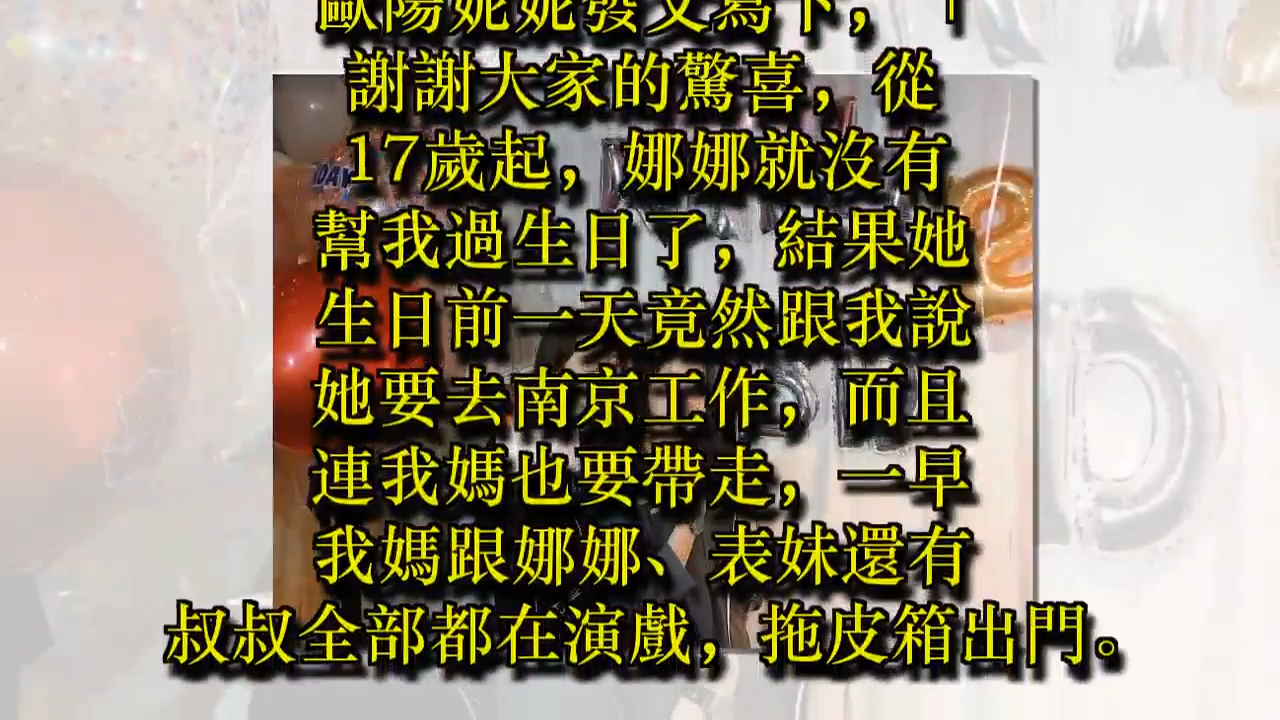 歐陽妮妮發文寫下，「
謝謝大家的驚喜，從
17歲起，娜娜就沒有
幫我過生日了，結果她
生日前一天竟然跟我說
她要去南京工作，而且
連我媽也要帶走，一早
我媽跟娜娜、表妹還有
叔叔全部都在演戲，拖皮箱出門。
DAY
2
D